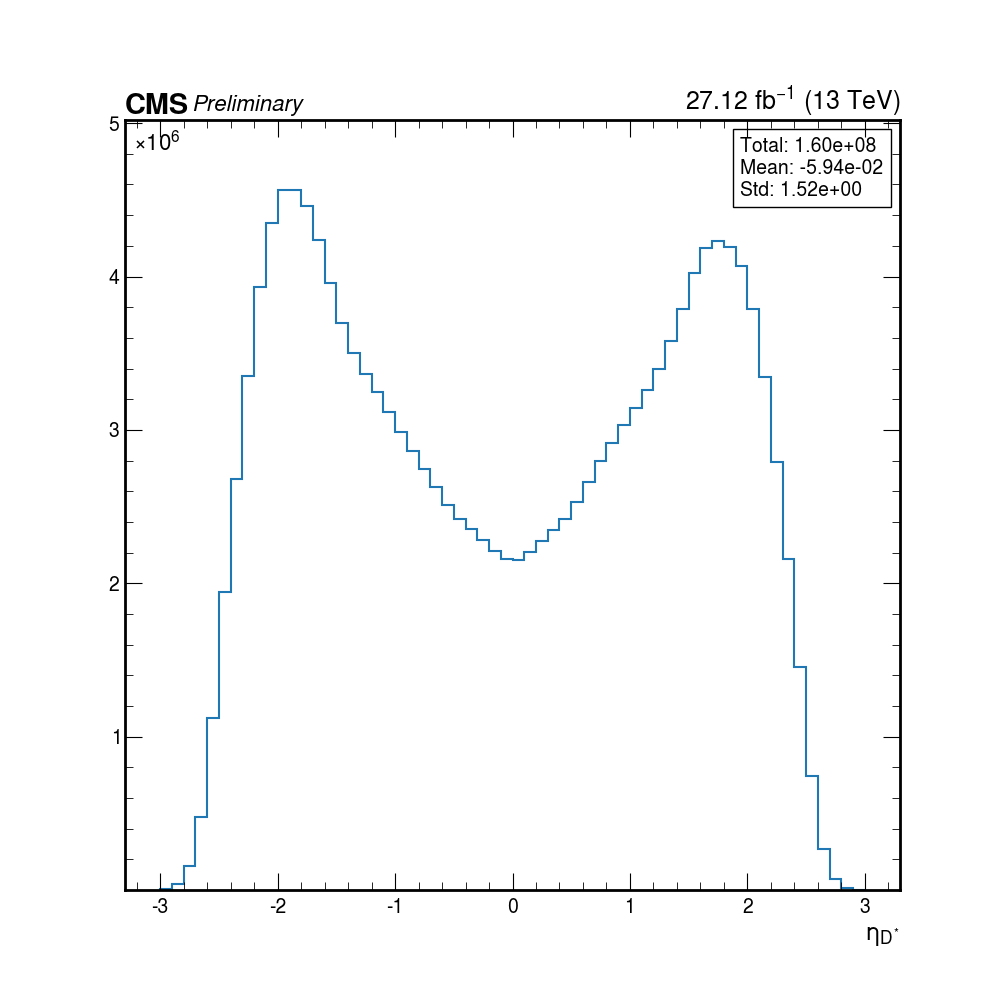 CMS Preliminary
27.12 fb⁻¹ (13 TeV)
×10⁶
Total: 1.60e+08
Mean: -5.94e-02
Std: 1.52e+00
5
4
3
2
1
-3 -2 -1 0 1 2 3
η_D*